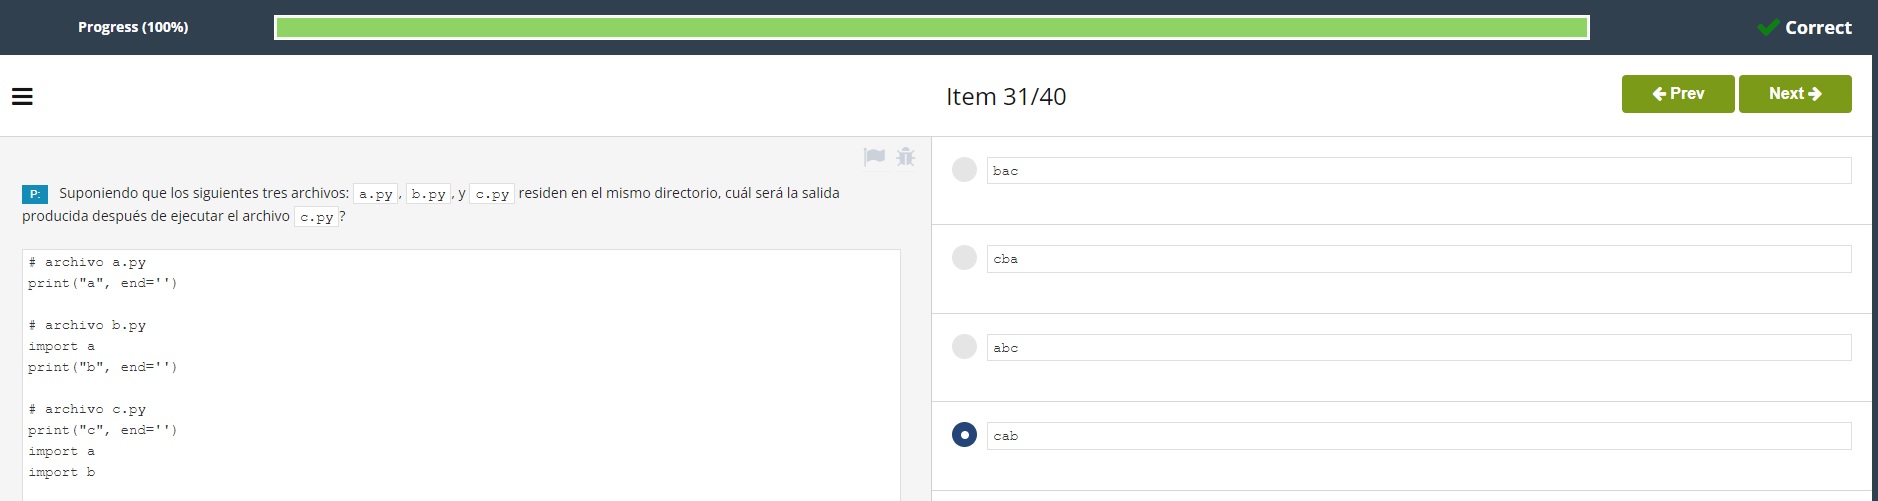 Progress (100%)
Correct
Item 31/40
Prev
Next
P: Suponiendo que los siguientes tres archivos: a.py, b.py, y c.py residen en el mismo directorio, cuál será la salida
producida después de ejecutar el archivo c.py?
# archivo a.py
print("a", end='')
# archivo b.py
import a
print("b", end='')
# archivo c.py
print("c", end='')
import a
import b
bac
cba
abc
cab